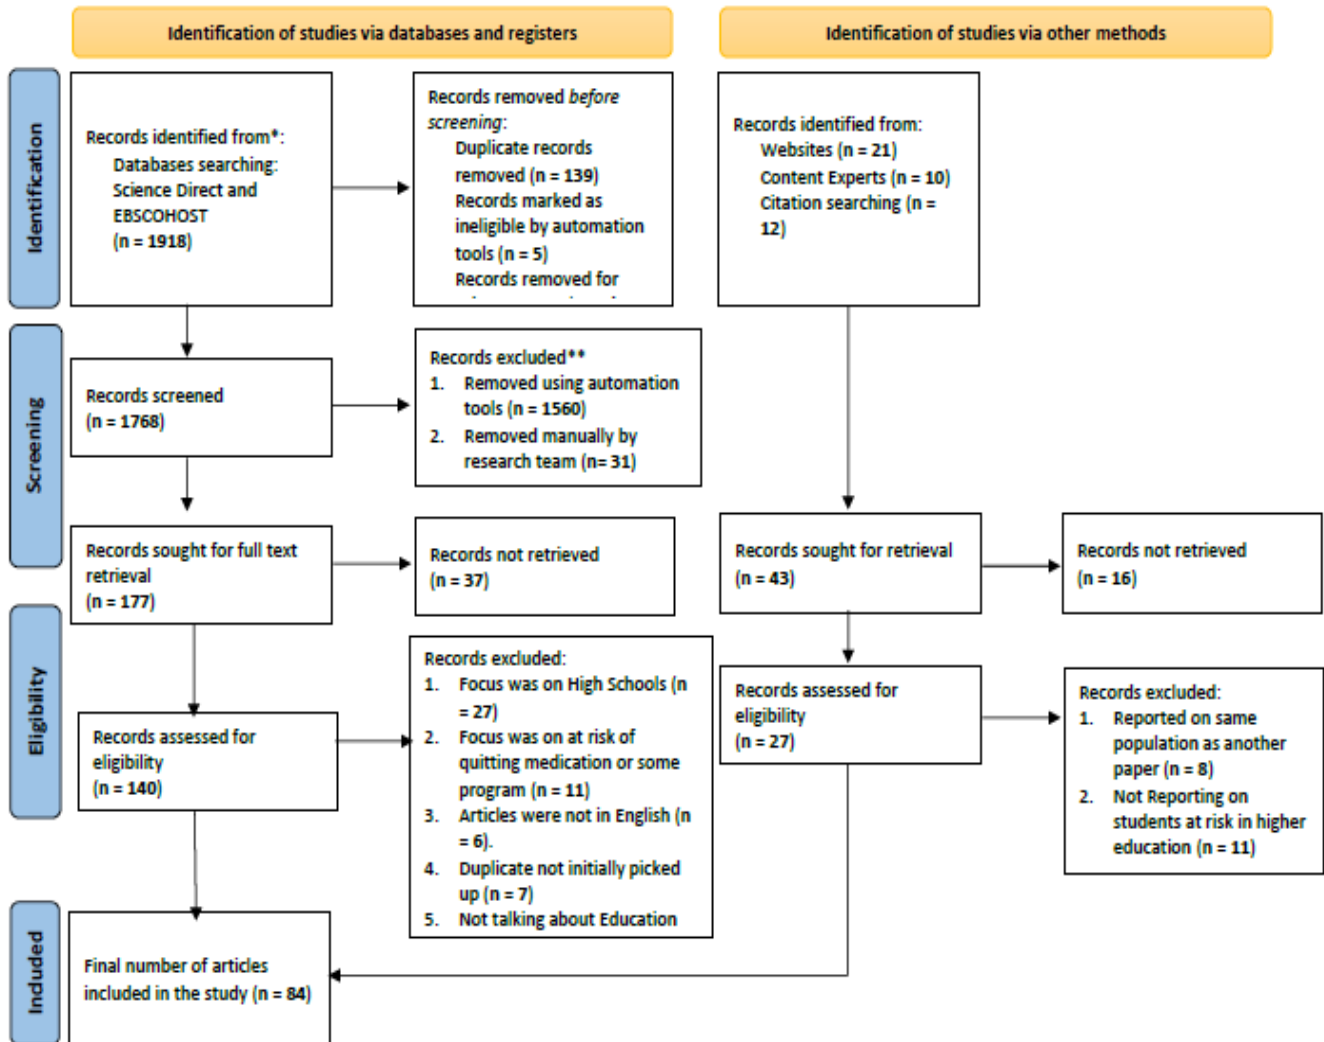 Identification of studies via databases and registers
Identification of studies via other methods
Identification
Records identified from*:
Databases searching:
Science Direct and
EBSCOHOST
(n = 1918)
Records removed before
screening:
Duplicate records
removed (n = 139)
Records marked as
ineligible by automation
tools (n = 5)
Records removed for
Records identified from:
Websites (n = 21)
Content Experts (n = 10)
Citation searching (n =
12)
Screening
Records screened
(n = 1768)
Records excluded**
1. Removed using automation
tools (n = 1560)
2. Removed manually by
research team (n= 31)
Records sought for full text
retrieval
(n = 177)
Records not retrieved
(n = 37)
Records sought for retrieval
(n = 43)
Records not retrieved
(n = 16)
Eligibility
Records assessed for
eligibility
(n = 140)
Records excluded:
1. Focus was on High Schools (n
= 27)
2. Focus was on at risk of
quitting medication or some
program (n = 11)
3. Articles were not in English (n
= 6).
4. Duplicate not initially picked
up (n = 7)
5. Not talking about Education
Records assessed for
eligibility
(n = 27)
Records excluded:
1. Reported on same
population as another
paper (n = 8)
2. Not Reporting on
students at risk in higher
education (n = 11)
Included
Final number of articles
included in the study (n = 84)